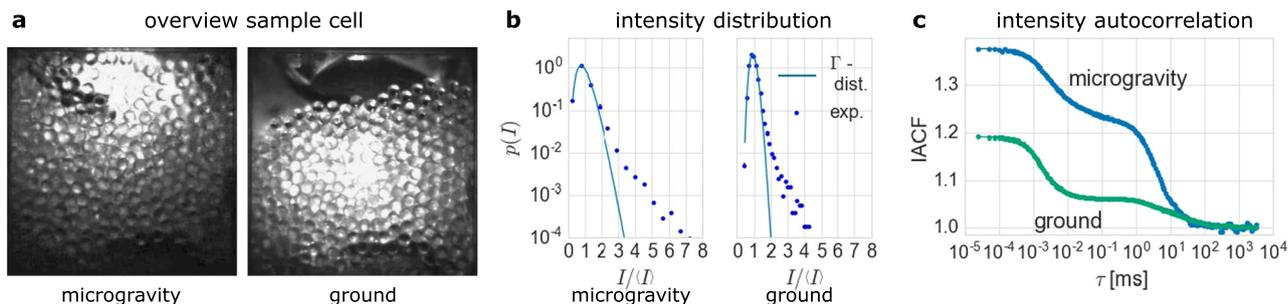 a overview sample cell
microgravity ground
b intensity distribution
p(I)
10⁰
10⁻¹
10⁻²
10⁻³
10⁻⁴
0 1 2 3 4 5 6 7 8
I/⟨I⟩
microgravity
Γ -
dist.
exp.
0 1 2 3 4 5 6 7 8
I/⟨I⟩
ground
c intensity autocorrelation
IACF
1.3
1.2
1.1
1.0
microgravity
ground
10⁻⁵ 10⁻³ 10⁻² 10⁻¹ 10⁰ 10¹ 10² 10³ 10⁴
τ [ms]